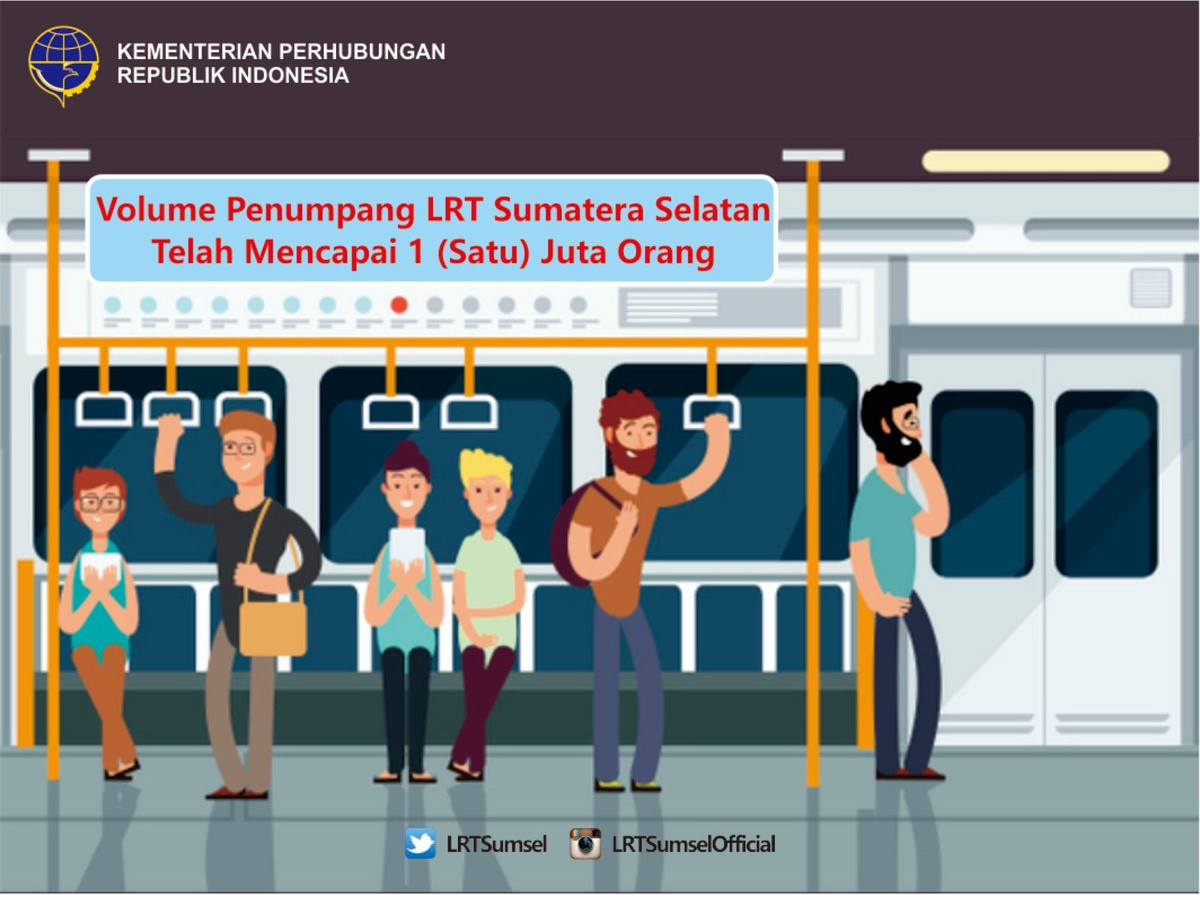 KEMENTERIAN PERHUBUNGAN
REPUBLIK INDONESIA
Volume Penumpang LRT Sumatera Selatan
Telah Mencapai 1 (Satu) Juta Orang
LRTSumsel LRTSumselOfficial